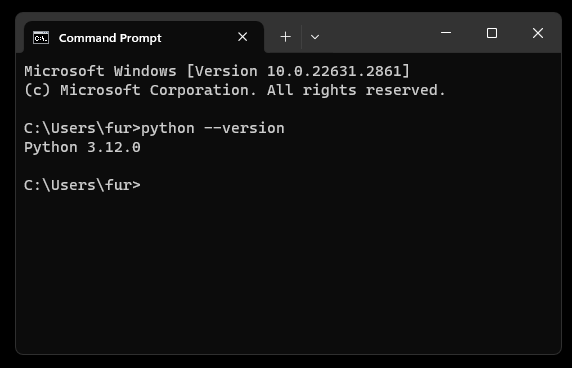 Command Prompt
Microsoft Windows [Version 10.0.22631.2861]
(c) Microsoft Corporation. All rights reserved.
C:\Users\fur>python --version
Python 3.12.0
C:\Users\fur>